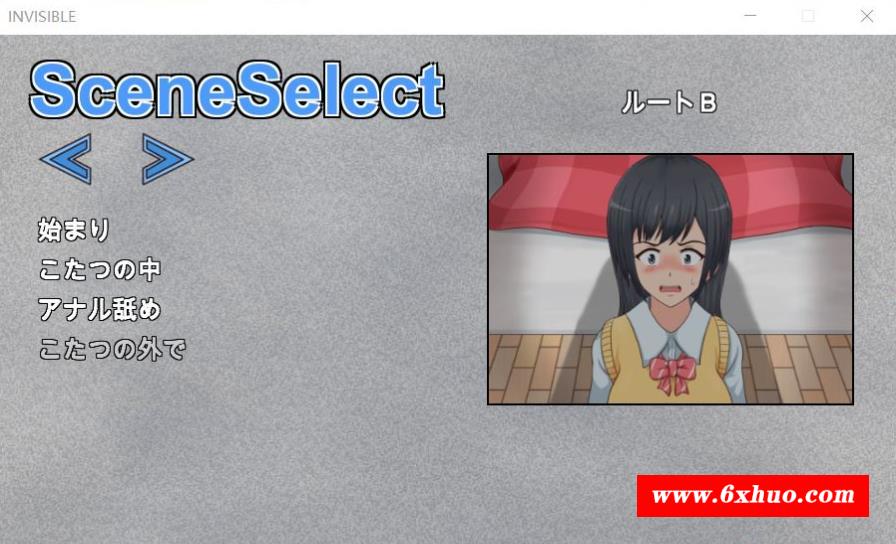 INVISIBLE
SceneSelect
ルートB
始まり
こたつの中
アナル舐め
こたつの外で
www.6xhuo.com